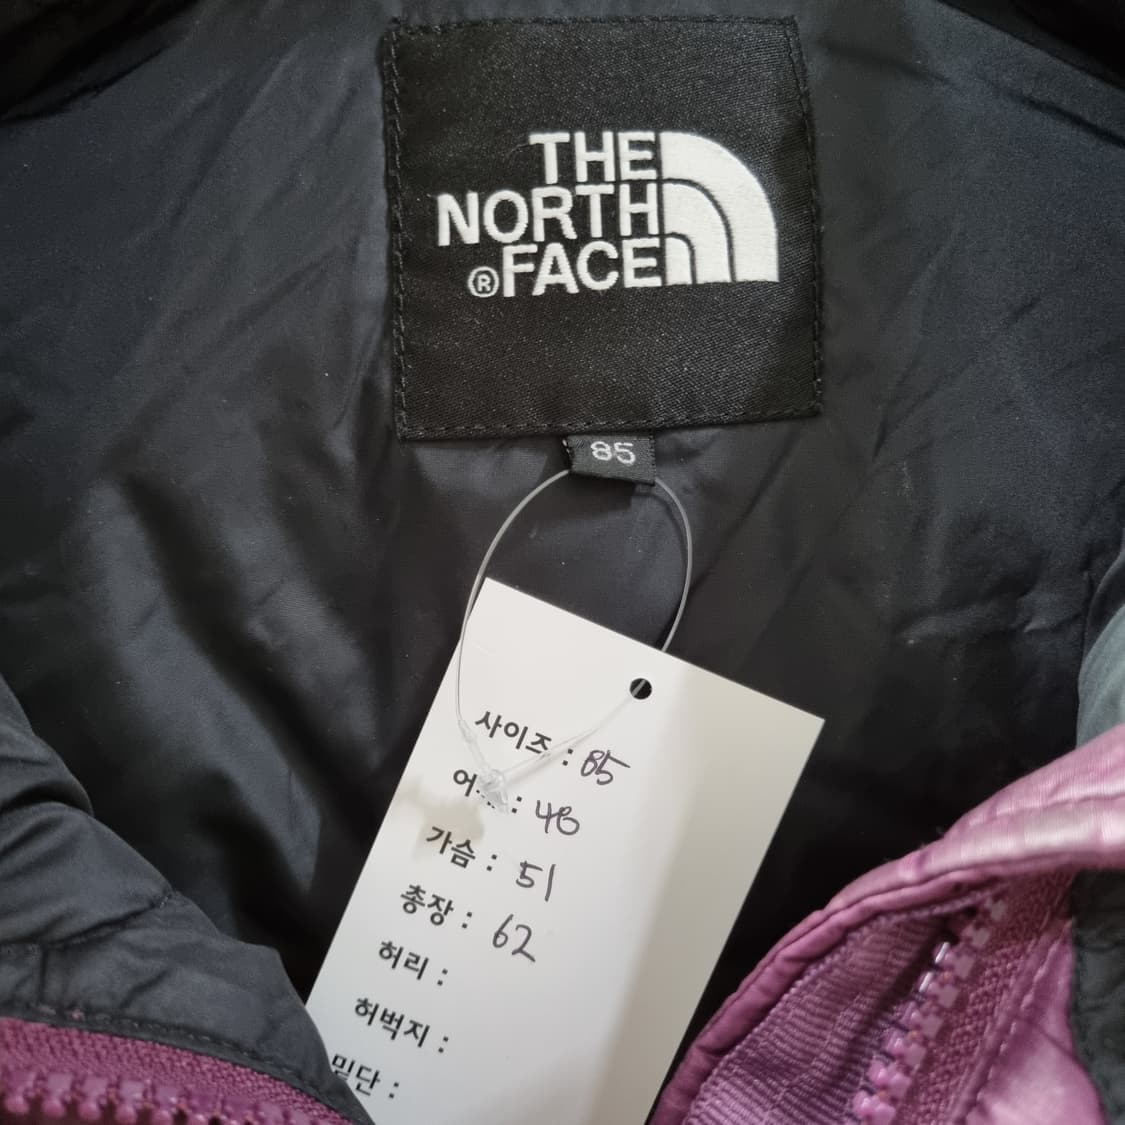 THE
NORTH
®FACE
85
사이즈 : 85
: 48
가슴 : 51
총장 : 62
허리 :
허벅지 :
밑단 :